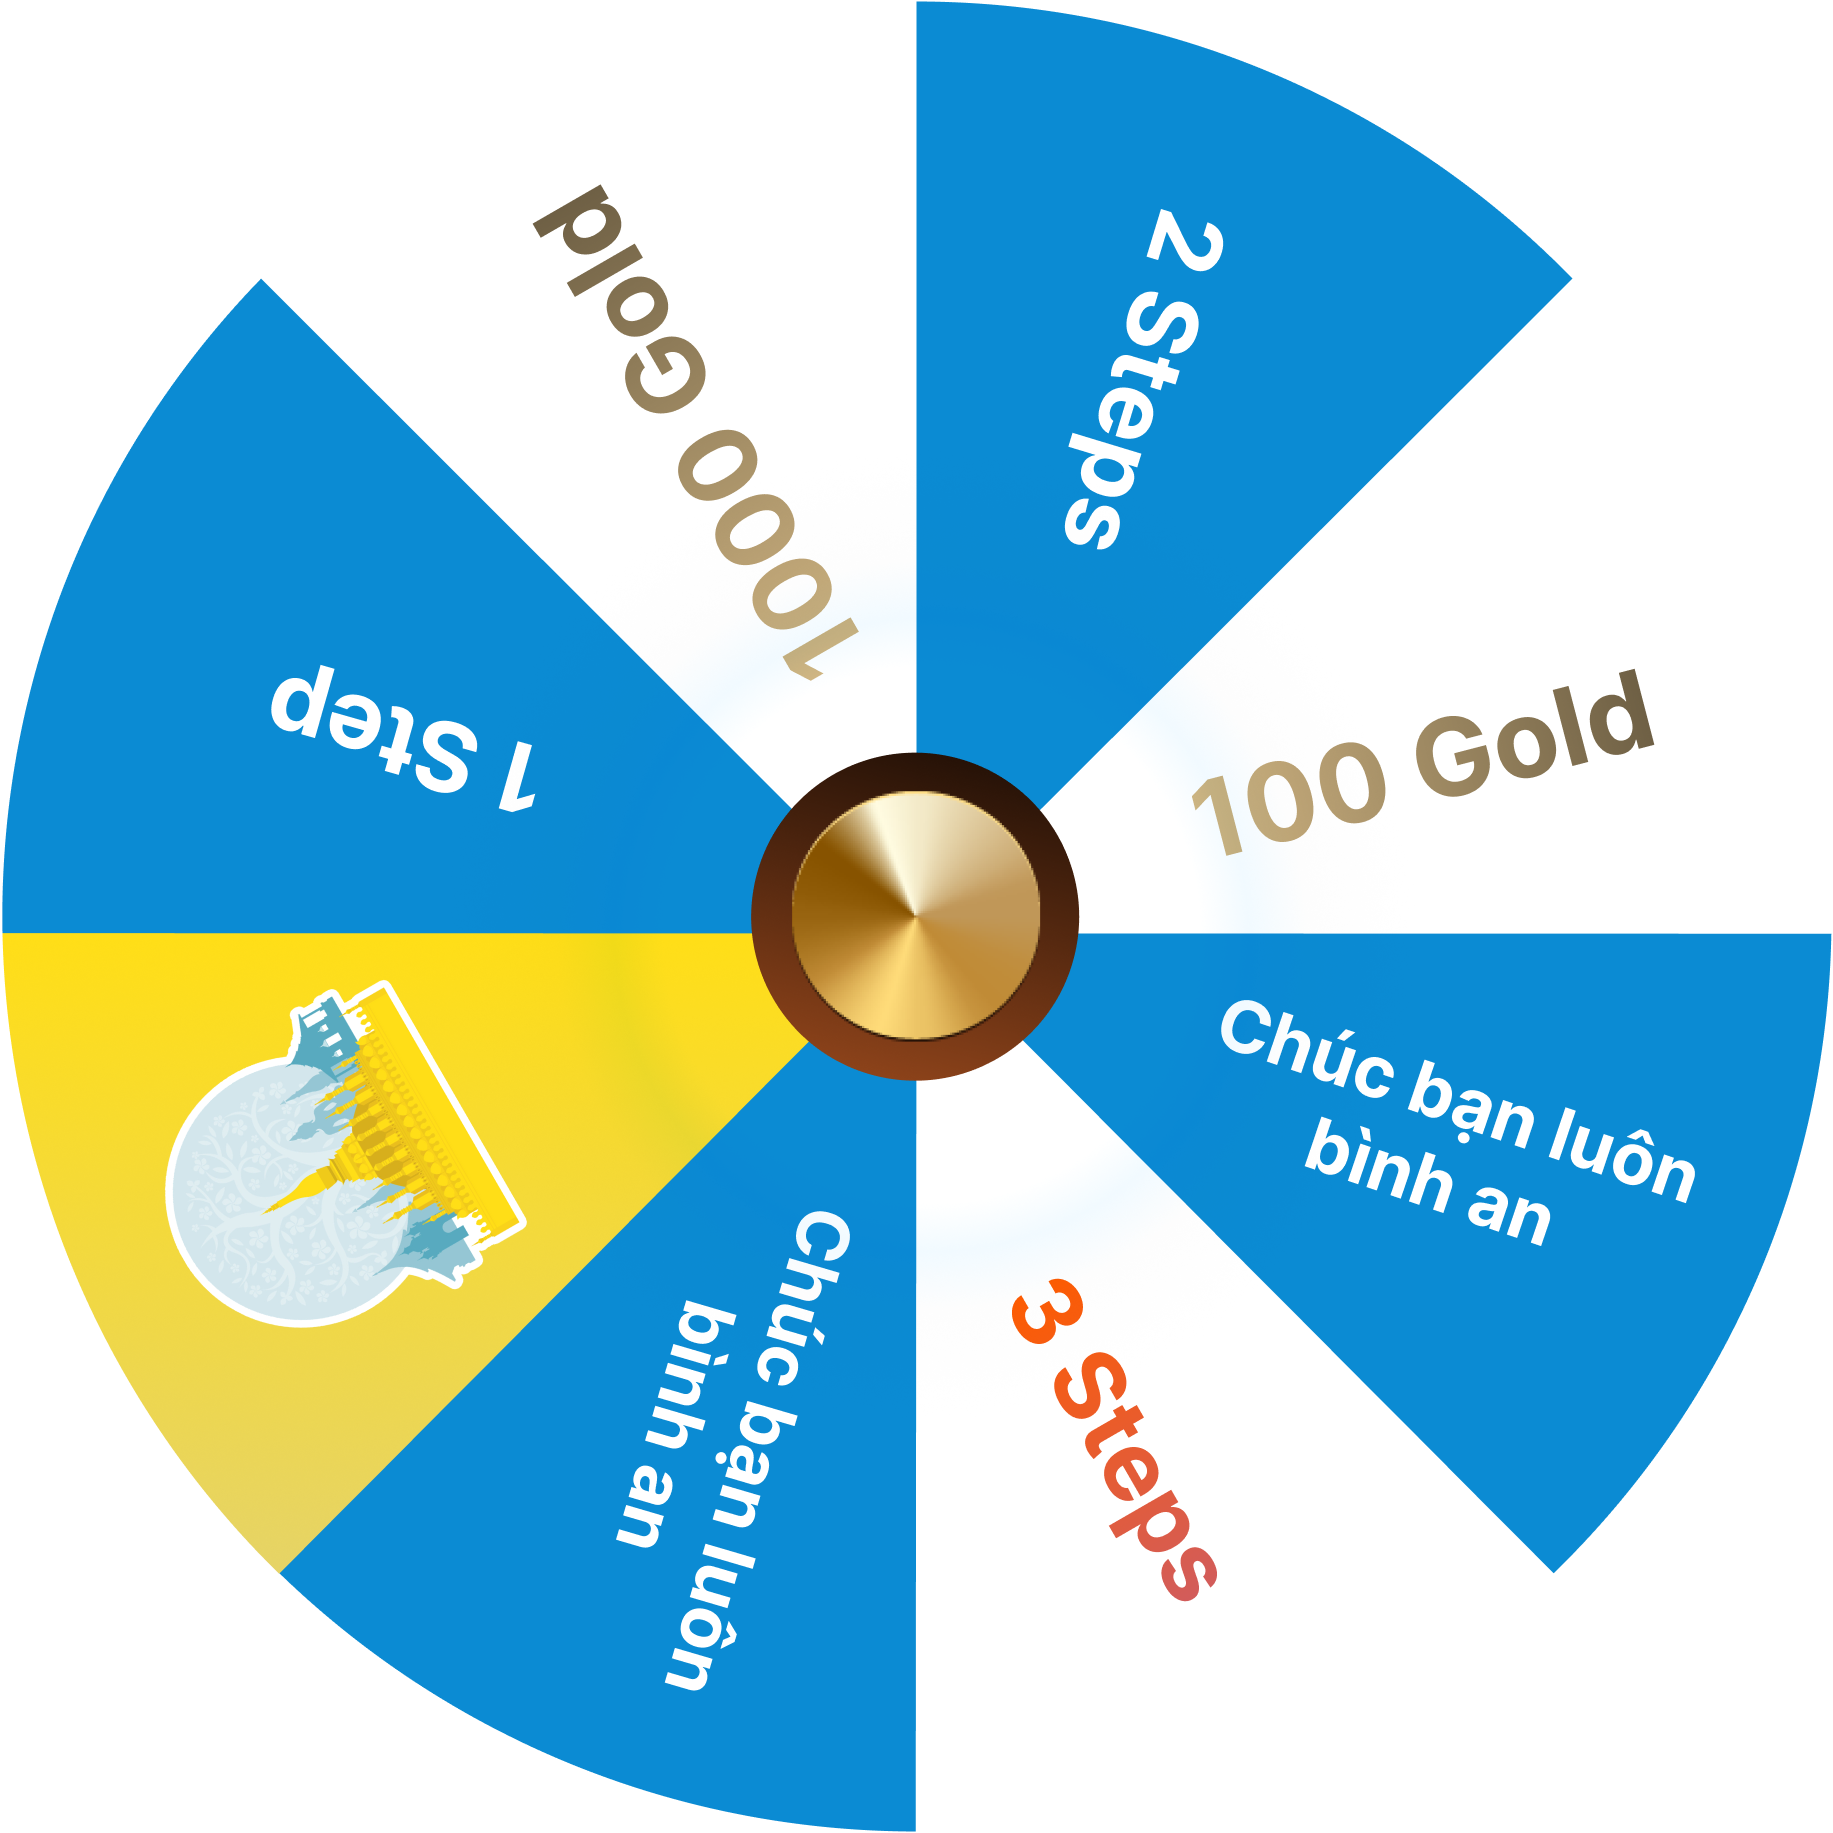 2 Steps
100 Gold
Chúc bạn luôn
bình an
3 Steps
Chúc bạn luôn
bình an
1 Step
1000 Gold